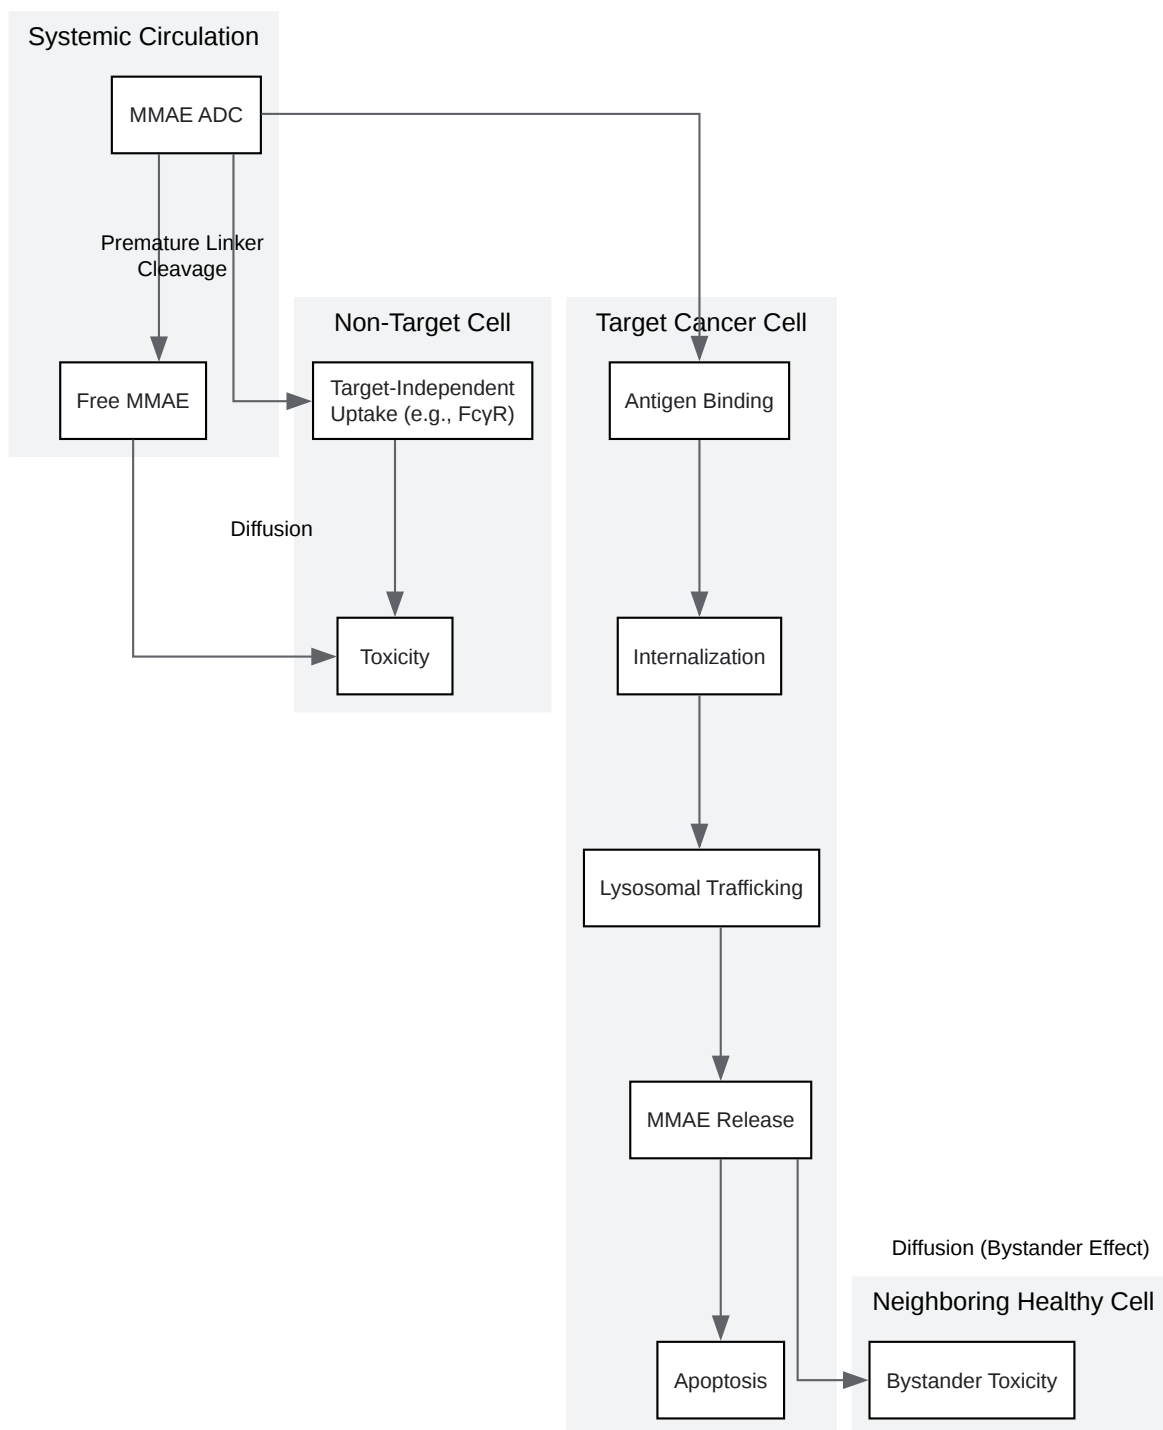 Systemic Circulation
MMAE ADC
Premature Linker
Cleavage
Non-Target Cell
Target Cancer Cell
Free MMAE
Target-Independent
Uptake (e.g., FcγR)
Antigen Binding
Diffusion
Toxicity
Internalization
Lysosomal Trafficking
MMAE Release
Diffusion (Bystander Effect)
Neighboring Healthy Cell
Apoptosis
Bystander Toxicity